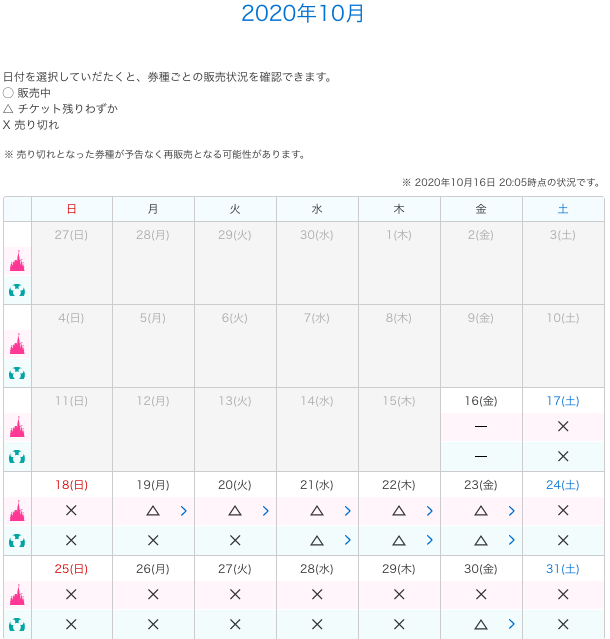 2020年10月
日付を選択していだたくと、券種ごとの販売状況を確認できます。
○ 販売中
△ チケット残りわずか
X 売り切れ
※ 売り切れとなった券種が予告なく再販売となる可能性があります。
※ 2020年10月16日 20:05時点の状況です。
日 月 火 水 木 金 土
27(日) 28(月) 29(火) 30(水) 1(木) 2(金) 3(土)
4(日) 5(月) 6(火) 7(水) 8(木) 9(金) 10(土)
11(日) 12(月) 13(火) 14(水) 15(木) 16(金) 17(土)
— ×
— ×
18(日) 19(月) 20(火) 21(水) 22(木) 23(金) 24(土)
× △ > △ > △ > △ > △ > ×
× × × △ > △ > △ > ×
25(日) 26(月) 27(火) 28(水) 29(木) 30(金) 31(土)
× × × × × × ×
× × × × × △ > ×